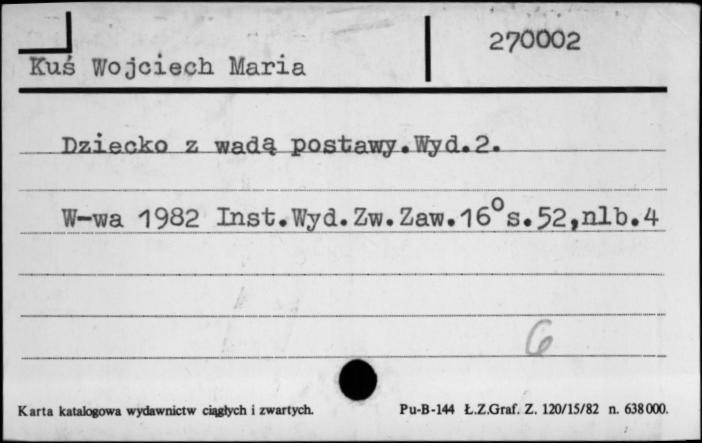 270002
Kuś Wojciech Maria
Dziecko z wadą postawy.Wyd.2.
W-wa 1982 Inst.Wyd.Zw.Zaw.16° s.52,nlb.4
6
Karta katalogowa wydawnictw ciągłych i zwartych. Pu-B-144 Ł.Z.Graf. Z. 120/15/82 n. 638000.